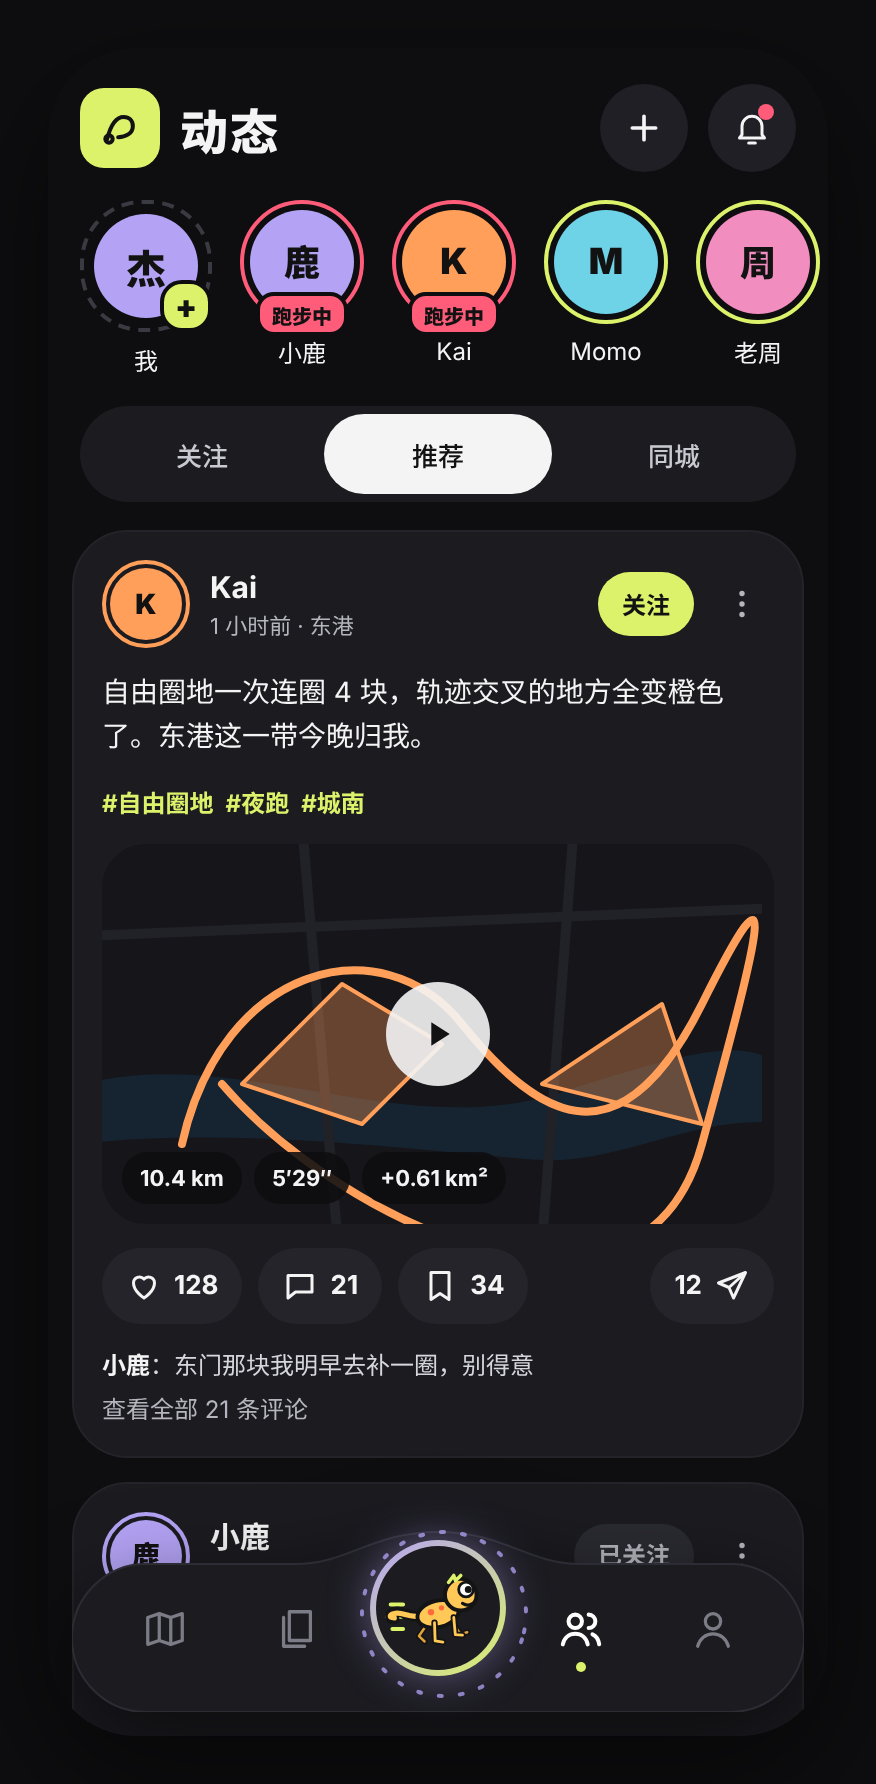 动态
杰
鹿
K
M
周
跑步中
跑步中
我
小鹿
Kai
Momo
老周
关注
推荐
同城
K
Kai
1 小时前 · 东港
关注
自由圈地一次连圈 4 块，轨迹交叉的地方全变橙色
了。东港这一带今晚归我。
#自由圈地 #夜跑 #城南
10.4 km
5′29″
+0.61 km²
128
21
34
12
小鹿：东门那块我明早去补一圈，别得意
查看全部 21 条评论
鹿
小鹿
已关注